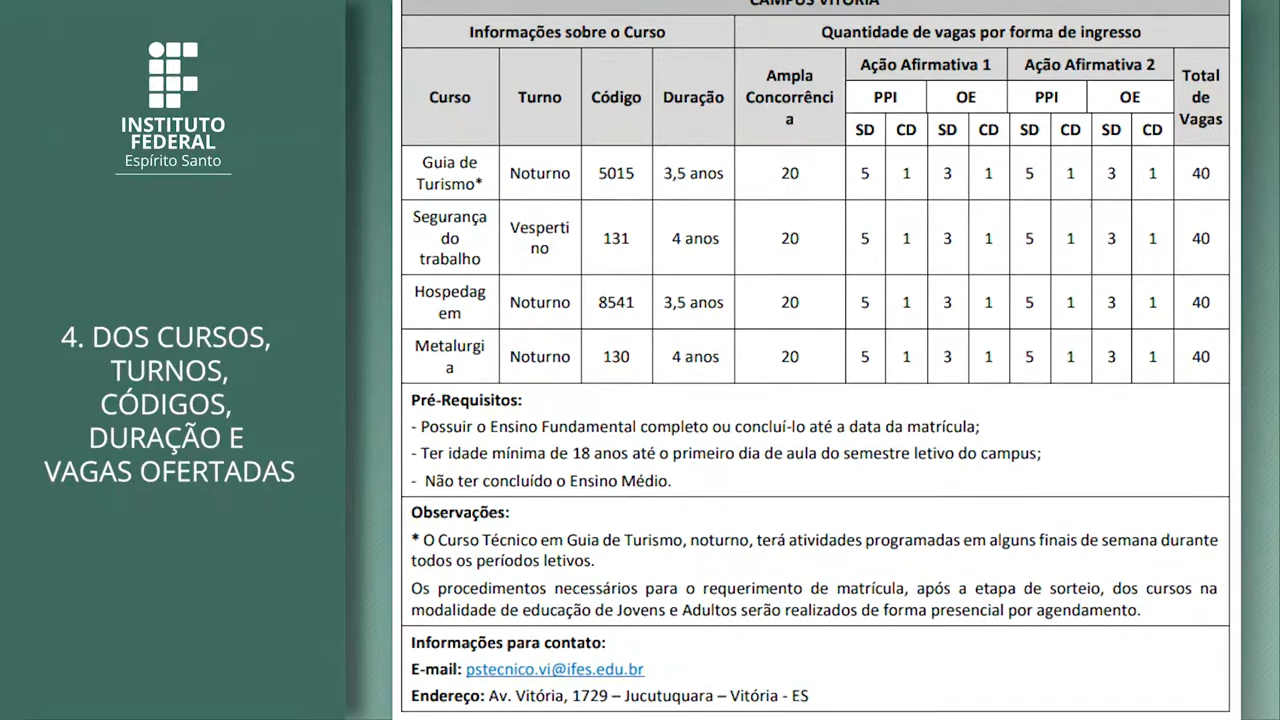 INSTITUTO
FEDERAL
Espírito Santo
4. DOS CURSOS,
TURNOS,
CÓDIGOS,
DURAÇÃO E
VAGAS OFERTADAS
CAMPUS VITÓRIA
Informações sobre o Curso Quantidade de vagas por forma de ingresso
Curso Turno Código Duração Ampla Concorrênci a Ação Afirmativa 1 Ação Afirmativa 2 Total de Vagas
PPI OE PPI OE
SD CD SD CD SD CD SD CD
Guia de Turismo* Noturno 5015 3,5 anos 20 5 1 3 1 5 1 3 1 40
Segurança do trabalho Vesperti no 131 4 anos 20 5 1 3 1 5 1 3 1 40
Hospedag em Noturno 8541 3,5 anos 20 5 1 3 1 5 1 3 1 40
Metalurgi a Noturno 130 4 anos 20 5 1 3 1 5 1 3 1 40
Pré-Requisitos:
- Possuir o Ensino Fundamental completo ou concluí-lo até a data da matrícula;
- Ter idade mínima de 18 anos até o primeiro dia de aula do semestre letivo do campus;
- Não ter concluído o Ensino Médio.
Observações:
* O Curso Técnico em Guia de Turismo, noturno, terá atividades programadas em alguns finais de semana durante
todos os períodos letivos.
Os procedimentos necessários para o requerimento de matrícula, após a etapa de sorteio, dos cursos na
modalidade de educação de Jovens e Adultos serão realizados de forma presencial por agendamento.
Informações para contato:
E-mail: pstecnico.vi@ifes.edu.br
Endereço: Av. Vitória, 1729 – Jucutuquara – Vitória - ES